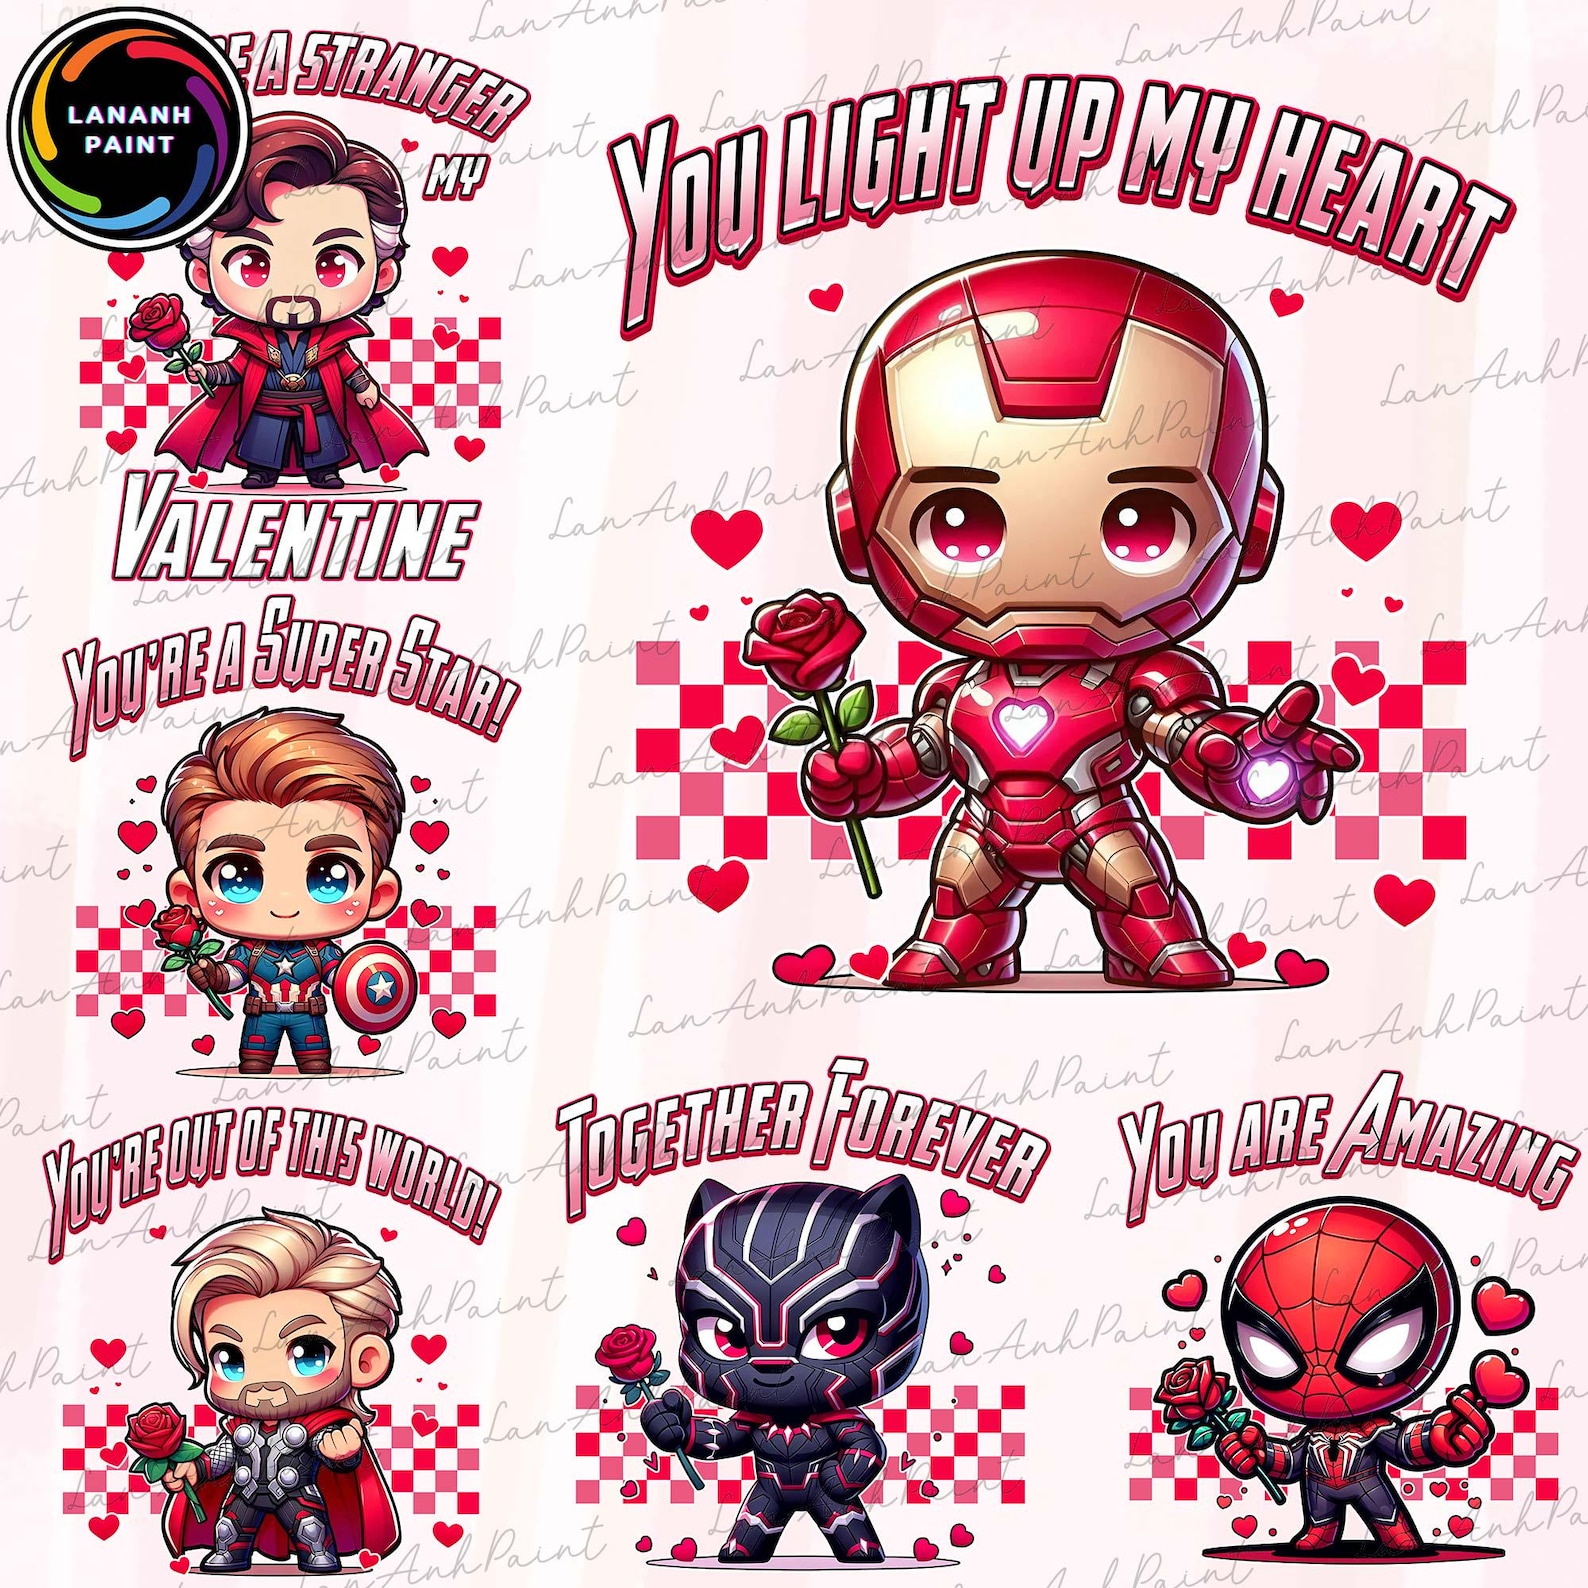 LANANH
PAINT
E A STRANGER
MY
VALENTINE
YOU LIGHT UP MY HEART
YOU'RE A SUPER STAR!
YOU'RE OUT OF THIS WORLD!
TOGETHER FOREVER
YOU ARE AMAZING
LanAnhPaint